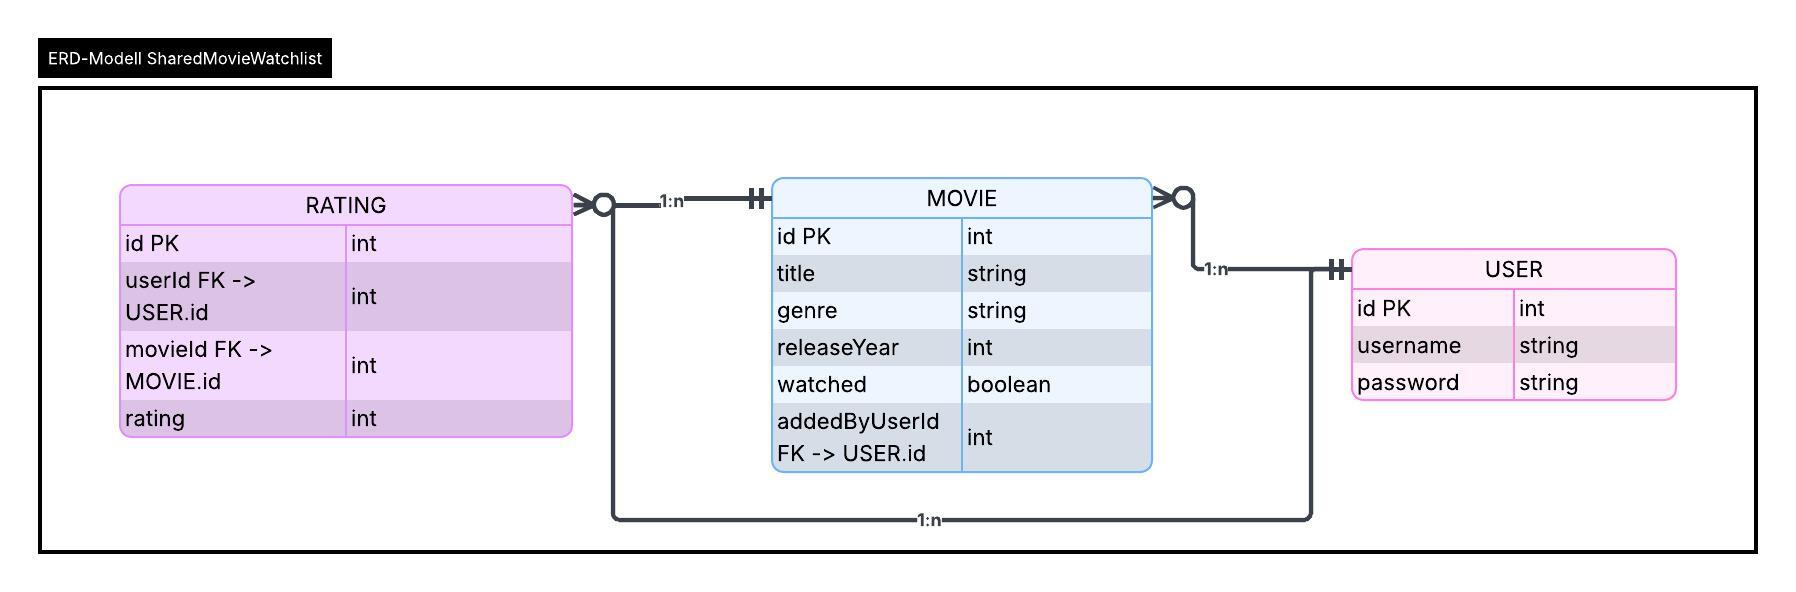 ERD-Modell SharedMovieWatchlist
RATING
id PK int
userId FK ->
USER.id
int
movieId FK ->
MOVIE.id
int
rating int
1:n
MOVIE
id PK int
title string
genre string
releaseYear int
watched boolean
addedByUserId
FK -> USER.id
int
1:n
USER
id PK int
username string
password string
1:n